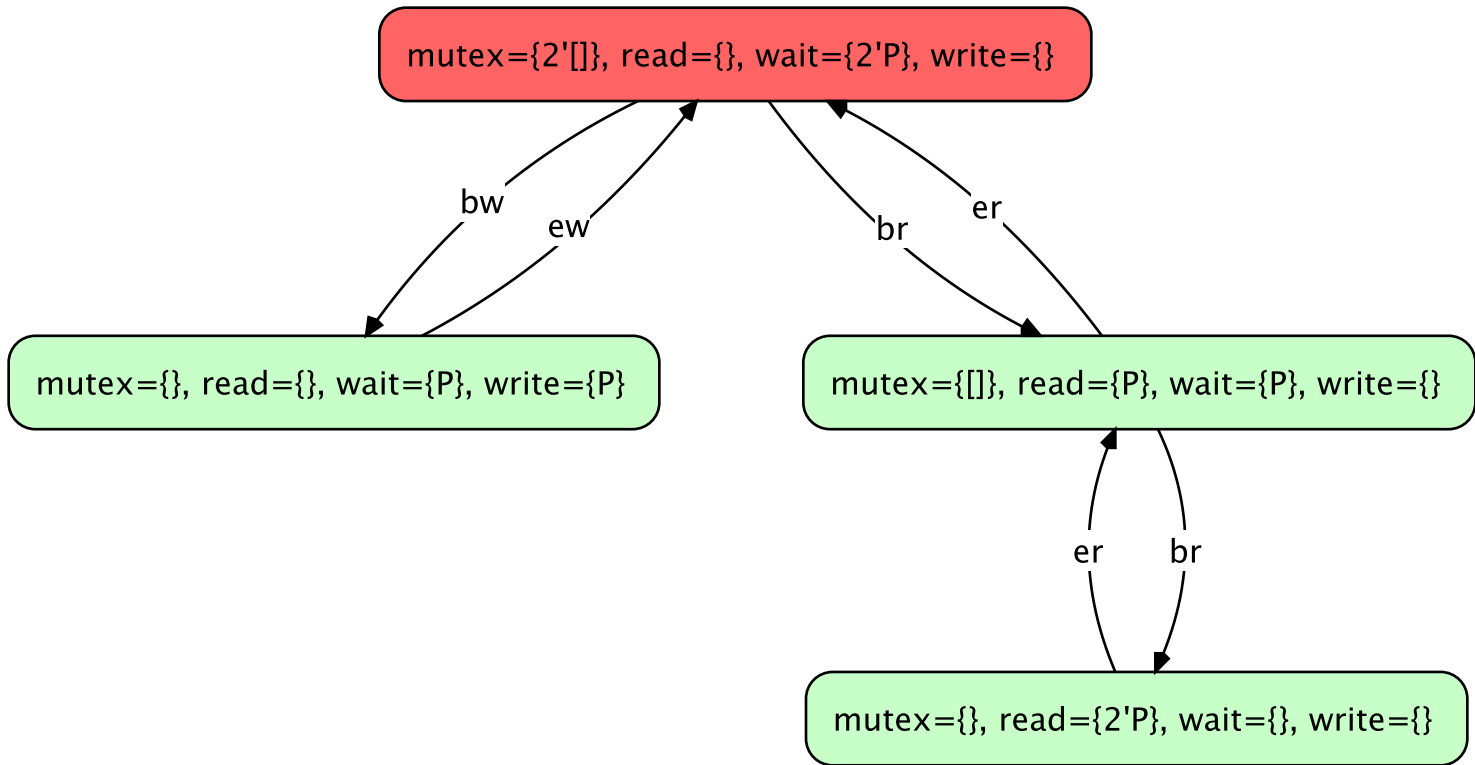 mutex={2'[]}, read={}, wait={2'P}, write={}
bw
ew
br
er
mutex={}, read={}, wait={P}, write={P}
mutex={[]}, read={P}, wait={P}, write={}
er
br
mutex={}, read={2'P}, wait={}, write={}